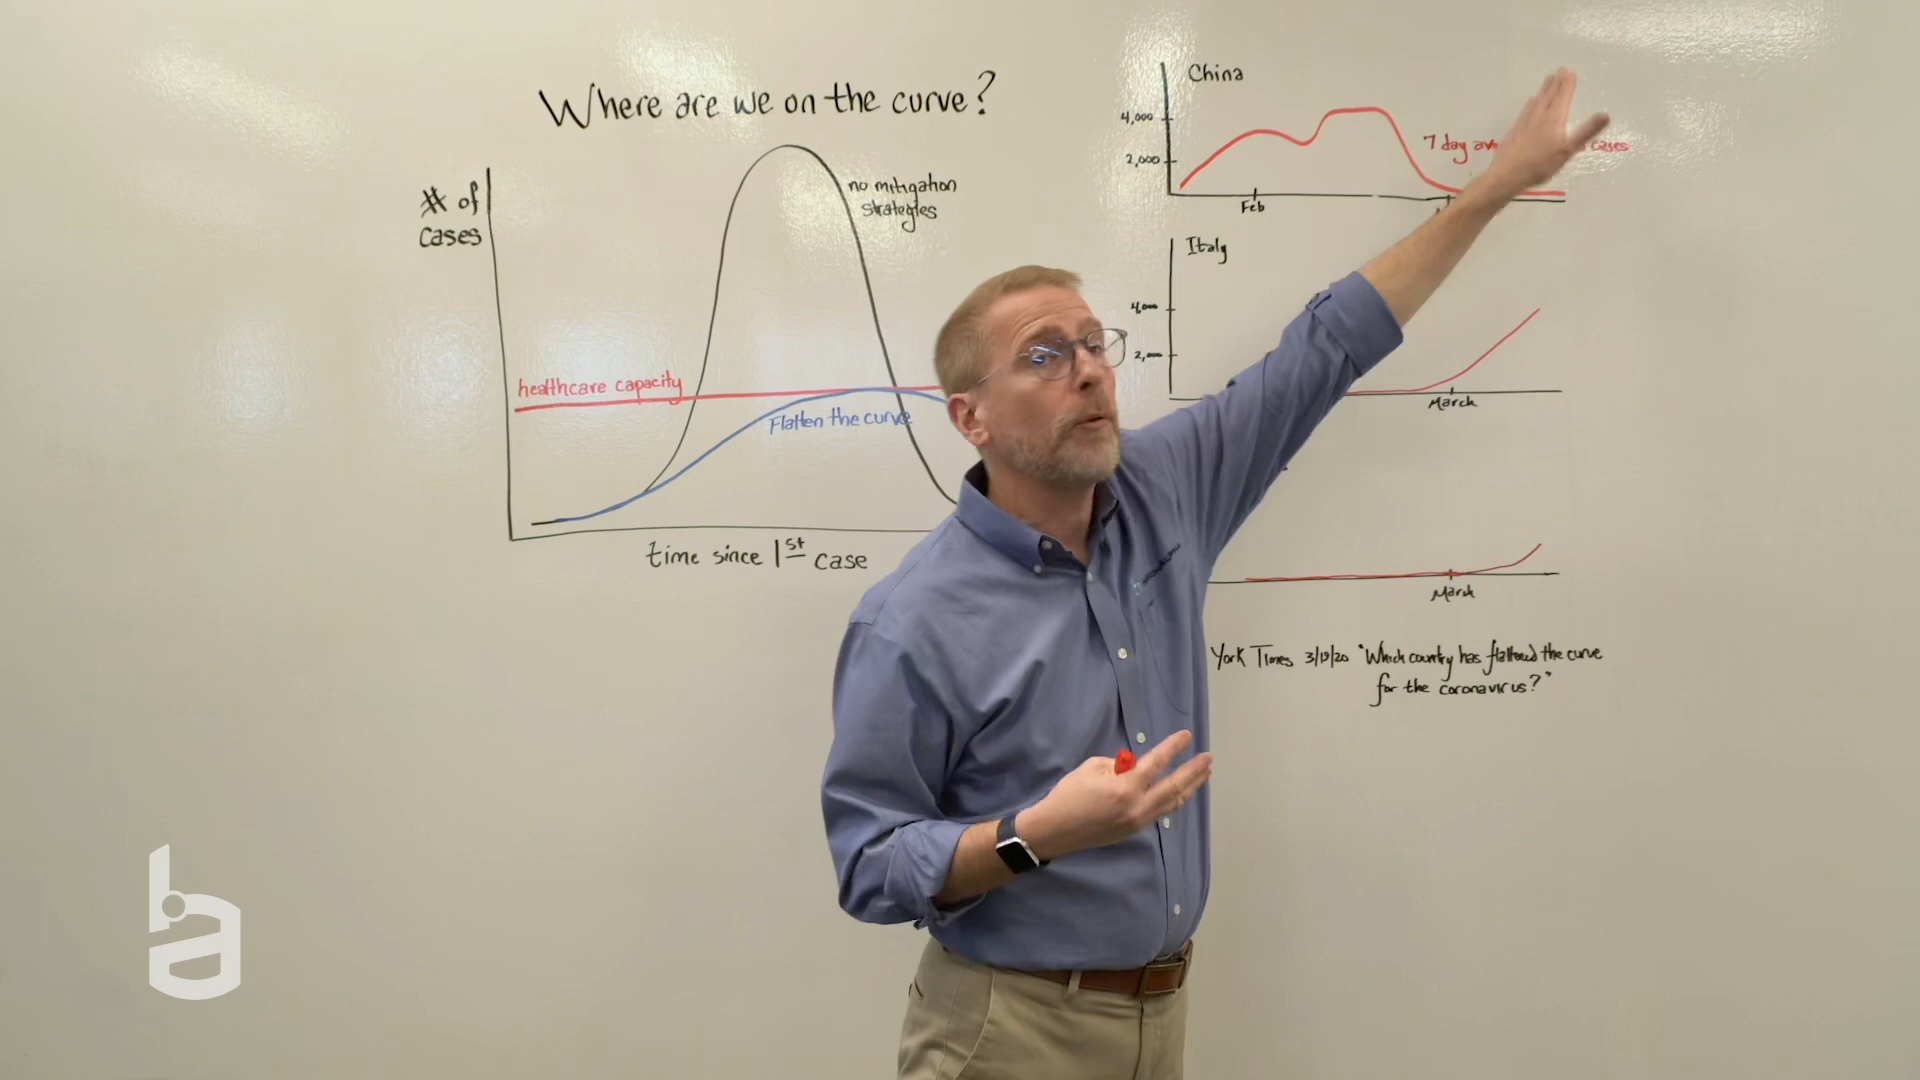 Where are we on the curve?
# of
cases
no mitigation
strategies
healthcare capacity
Flatten the curve
time since 1st case
China
4,000
2,000
7 day cases
Feb
Italy
4,000
2,000
March
March
York Times 3/19/20 "Which country has flattened the curve
for the coronavirus?"
ba